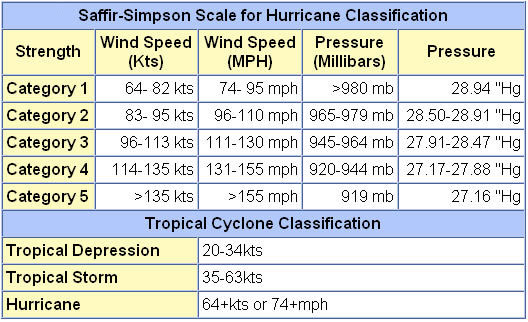 Saffir-Simpson Scale for Hurricane Classification
Strength Wind Speed (Kts) Wind Speed (MPH) Pressure (Millibars) Pressure
Category 1 64- 82 kts 74- 95 mph >980 mb 28.94 "Hg
Category 2 83- 95 kts 96-110 mph 965-979 mb 28.50-28.91 "Hg
Category 3 96-113 kts 111-130 mph 945-964 mb 27.91-28.47 "Hg
Category 4 114-135 kts 131-155 mph 920-944 mb 27.17-27.88 "Hg
Category 5 >135 kts >155 mph 919 mb 27.16 "Hg
Tropical Cyclone Classification
Tropical Depression 20-34kts
Tropical Storm 35-63kts
Hurricane 64+kts or 74+mph